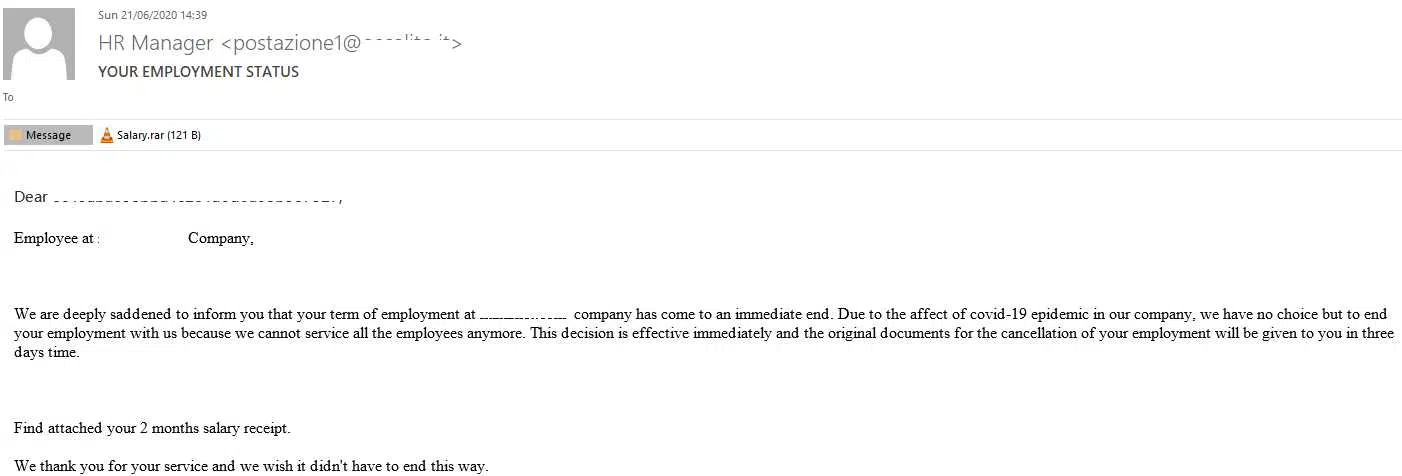 Sun 21/06/2020 14:39
HR Manager <postazione1@
YOUR EMPLOYMENT STATUS
To
Message Salary.rar (121 B)
Dear
Employee at : Company,
We are deeply saddened to inform you that your term of employment at company has come to an immediate end. Due to the affect of covid-19 epidemic in our company, we have no choice but to end
your employment with us because we cannot service all the employees anymore. This decision is effective immediately and the original documents for the cancellation of your employment will be given to you in three
days time.
Find attached your 2 months salary receipt.
We thank you for your service and we wish it didn't have to end this way.